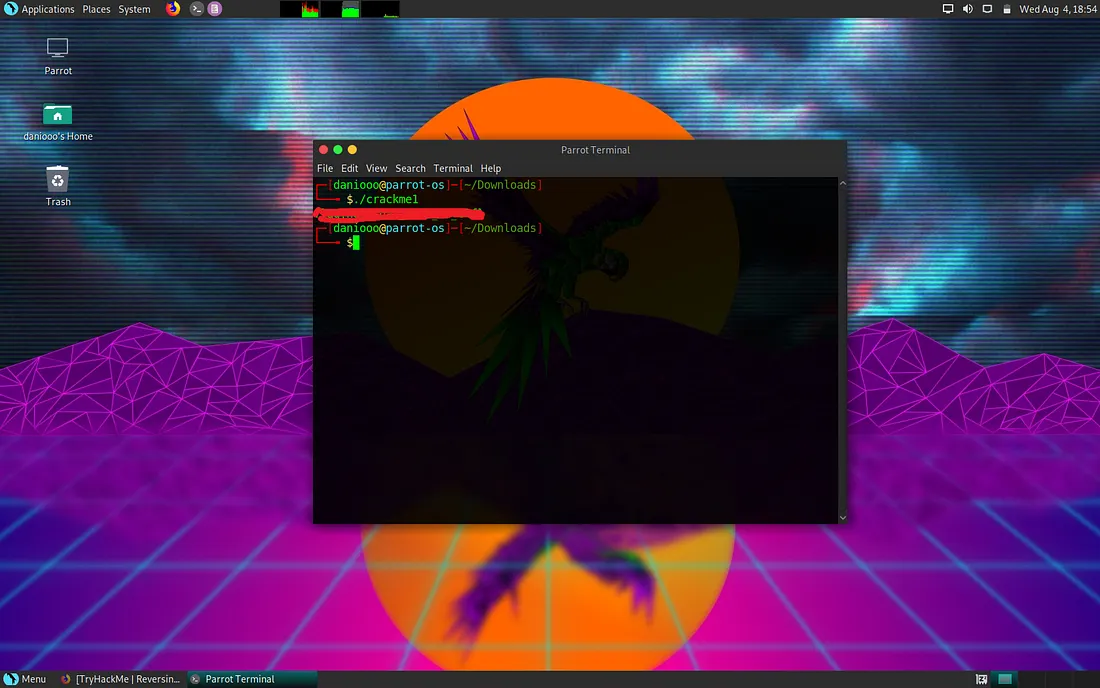 Applications Places System
Wed Aug 4, 18:54
Parrot
daniooo's Home
Trash
Parrot Terminal
File Edit View Search Terminal Help
┌─[daniooo@parrot-os]─[~/Downloads]
└──╼ $./crackme1
┌─[daniooo@parrot-os]─[~/Downloads]
└──╼ $
Menu [TryHackMe | Reversin... Parrot Terminal